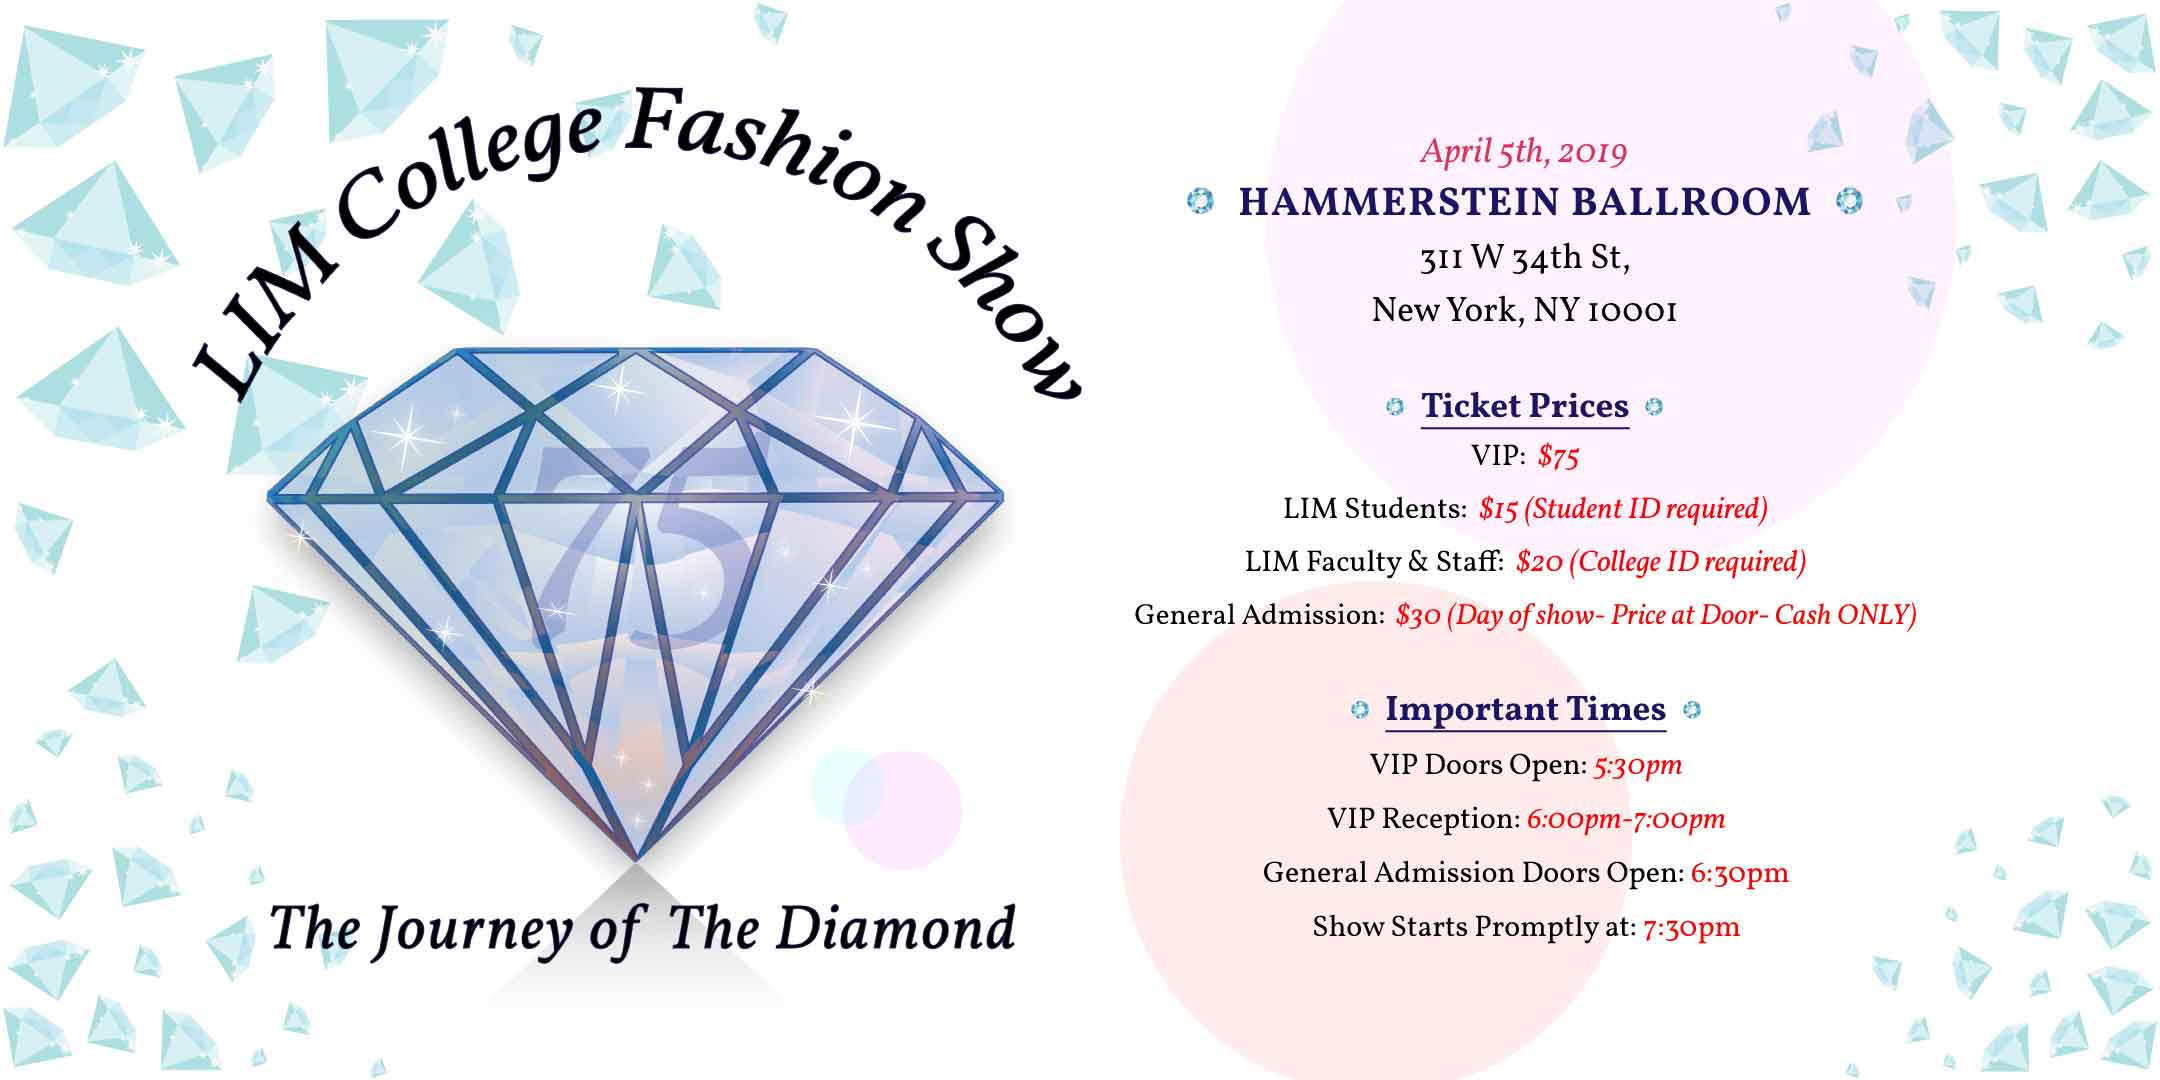 LIM College Fashion Show
75
The Journey of The Diamond
April 5th, 2019
HAMMERSTEIN BALLROOM
311 W 34th St,
New York, NY 10001
Ticket Prices
VIP: $75
LIM Students: $15 (Student ID required)
LIM Faculty & Staff: $20 (College ID required)
General Admission: $30 (Day of show- Price at Door- Cash ONLY)
Important Times
VIP Doors Open: 5:30pm
VIP Reception: 6:00pm-7:00pm
General Admission Doors Open: 6:30pm
Show Starts Promptly at: 7:30pm